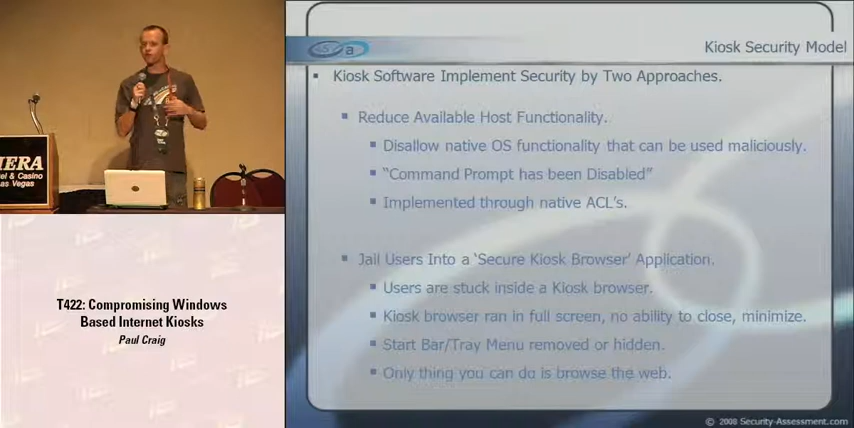 IERA
el & Casino
as Vegas
T422: Compromising Windows
Based Internet Kiosks
Paul Craig
Kiosk Security Model
Kiosk Software Implement Security by Two Approaches.
Reduce Available Host Functionality.
Disallow native OS functionality that can be used maliciously.
“Command Prompt has been Disabled”
Implemented through native ACL's.
Jail Users Into a 'Secure Kiosk Browser' Application.
Users are stuck inside a Kiosk browser.
Kiosk browser ran in full screen, no ability to close, minimize.
Start Bar/Tray Menu removed or hidden.
Only thing you can do is browse the web.
© 2008 Security-Assessment.com